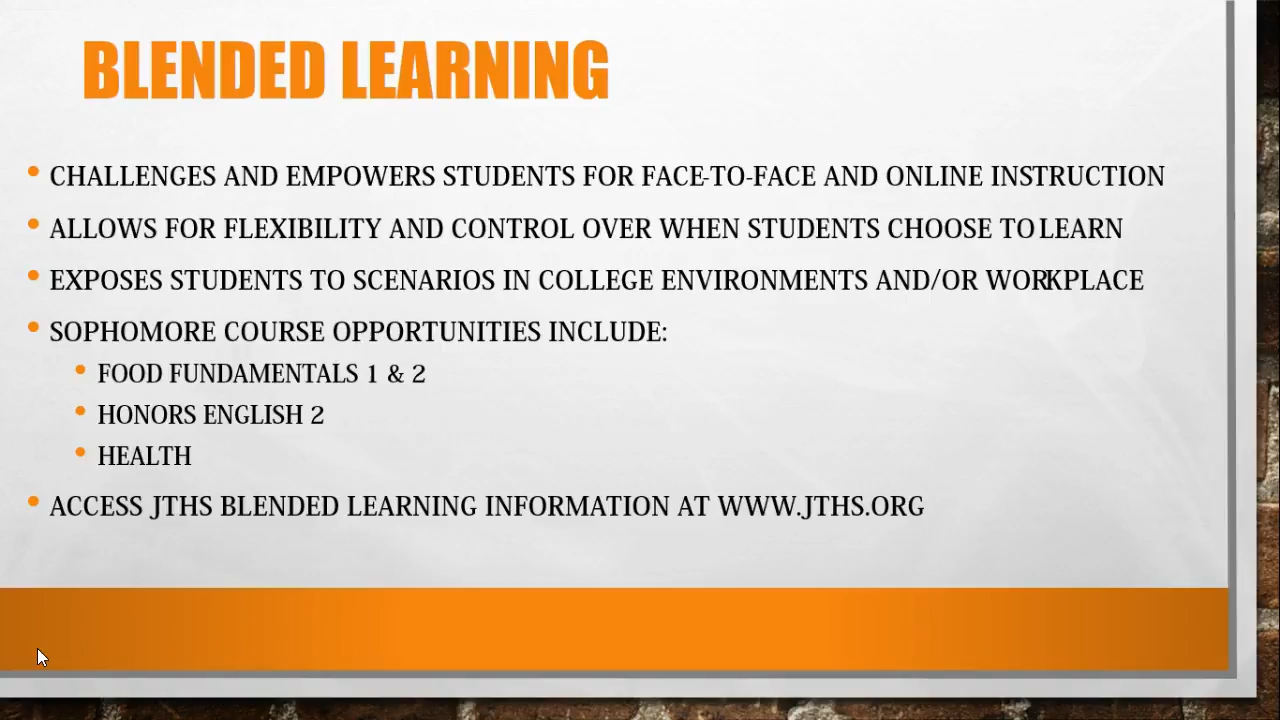 BLENDED LEARNING
CHALLENGES AND EMPOWERS STUDENTS FOR FACE-TO-FACE AND ONLINE INSTRUCTION
ALLOWS FOR FLEXIBILITY AND CONTROL OVER WHEN STUDENTS CHOOSE TO LEARN
EXPOSES STUDENTS TO SCENARIOS IN COLLEGE ENVIRONMENTS AND/OR WORKPLACE
SOPHOMORE COURSE OPPORTUNITIES INCLUDE:
FOOD FUNDAMENTALS 1 & 2
HONORS ENGLISH 2
HEALTH
ACCESS JTHS BLENDED LEARNING INFORMATION AT WWW.JTHS.ORG